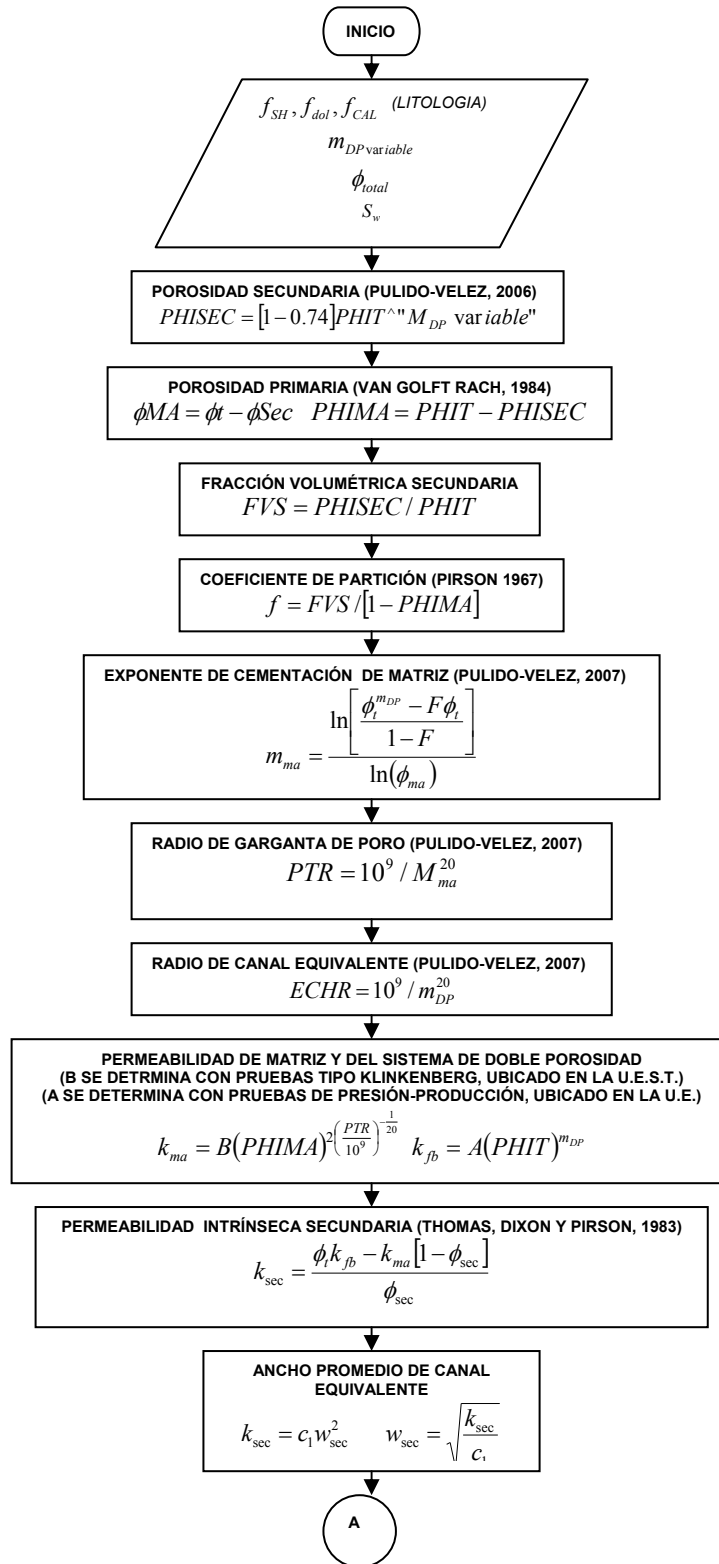 INICIO
f_SH, f_dol, f_CAL (LITOLOGIA)
m_DPvariable
ϕ_total
S_w
POROSIDAD SECUNDARIA (PULIDO-VELEZ, 2006)
PHISEC = [1 − 0.74]PHIT^"M_DP variable"
POROSIDAD PRIMARIA (VAN GOLFT RACH, 1984)
ϕMA = ϕt − ϕSec PHIMA = PHIT − PHISEC
FRACCIÓN VOLUMÉTRICA SECUNDARIA
FVS = PHISEC / PHIT
COEFICIENTE DE PARTICIÓN (PIRSON 1967)
f = FVS /[1 − PHIMA]
EXPONENTE DE CEMENTACIÓN DE MATRIZ (PULIDO-VELEZ, 2007)
m_ma = ln[(ϕ_t^{m_DP} − Fϕ_t) / (1 − F)] / ln(ϕ_ma)
RADIO DE GARGANTA DE PORO (PULIDO-VELEZ, 2007)
PTR = 10^9 / M_ma^20
RADIO DE CANAL EQUIVALENTE (PULIDO-VELEZ, 2007)
ECHR = 10^9 / m_DP^20
PERMEABILIDAD DE MATRIZ Y DEL SISTEMA DE DOBLE POROSIDAD
(B SE DETRMINA CON PRUEBAS TIPO KLINKENBERG, UBICADO EN LA U.E.S.T.)
(A SE DETERMINA CON PRUEBAS DE PRESIÓN-PRODUCCIÓN, UBICADO EN LA U.E.)
k_ma = B(PHIMA)^{2(PTR/10^9)^{−1/20}} k_fb = A(PHIT)^{m_DP}
PERMEABILIDAD INTRÍNSECA SECUNDARIA (THOMAS, DIXON Y PIRSON, 1983)
k_sec = (ϕ_t k_fb − k_ma[1 − ϕ_sec]) / ϕ_sec
ANCHO PROMEDIO DE CANAL
EQUIVALENTE
k_sec = c_1 w_sec^2 w_sec = √(k_sec / c_1)
A